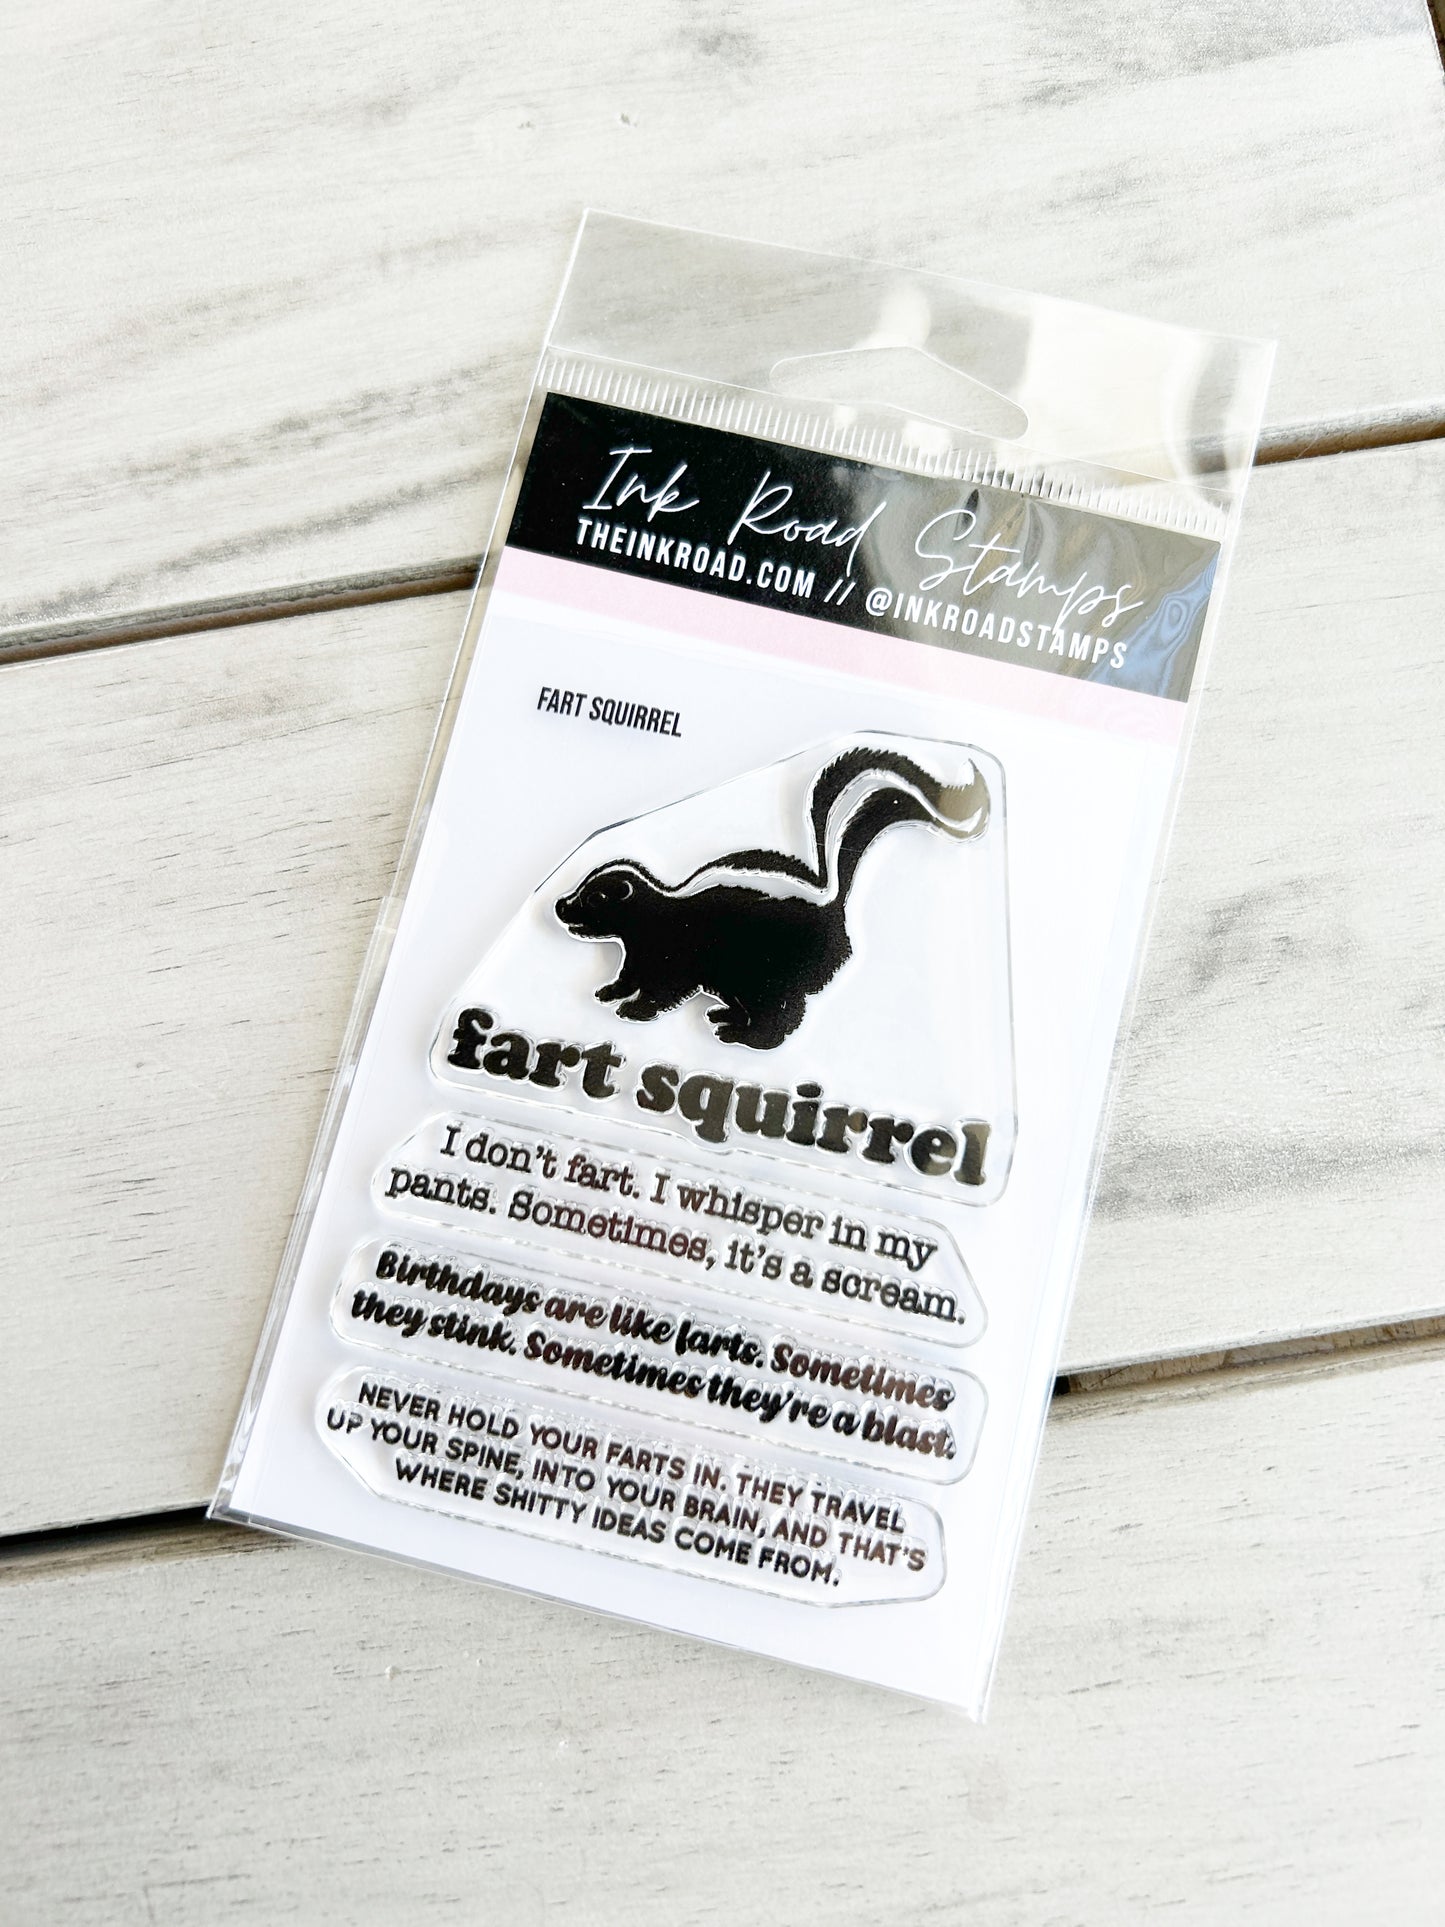 Ink Road Stamps
THEINKROAD.COM // @INKROADSTAMPS
FART SQUIRREL
fart squirrel
I don't fart. I whisper in my
pants. Sometimes, it's a scream.
Birthdays are like farts. Sometimes
they stink. Sometimes they're a blast.
NEVER HOLD YOUR FARTS IN. THEY TRAVEL
UP YOUR SPINE, INTO YOUR BRAIN, AND THAT'S
WHERE SHITTY IDEAS COME FROM.